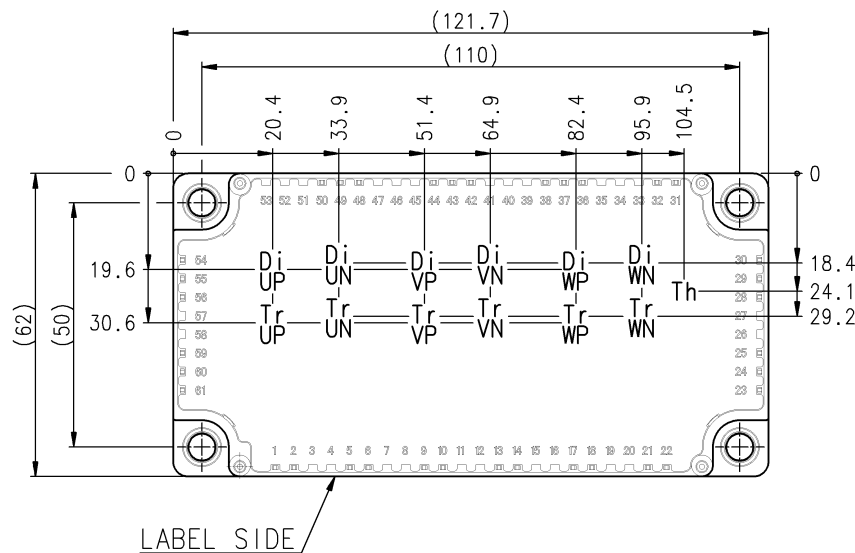 (121.7)
(110)
0 20.4 33.9 51.4 64.9 82.4 95.9 104.5
0 0
53 52 51 50 49 48 47 46 45 44 43 42 41 40 39 38 37 36 35 34 33 32 31
54 Di UP Di UN Di VP Di VN Di WP Di WN 30
19.6 55 29 18.4
56 Th 28 24.1
30.6 57 Tr UP Tr UN Tr VP Tr VN Tr WP Tr WN 27 29.2
58 26
(62) (50)
59 25
60 24
61 23
1 2 3 4 5 6 7 8 9 10 11 12 13 14 15 16 17 18 19 20 21 22
LABEL SIDE